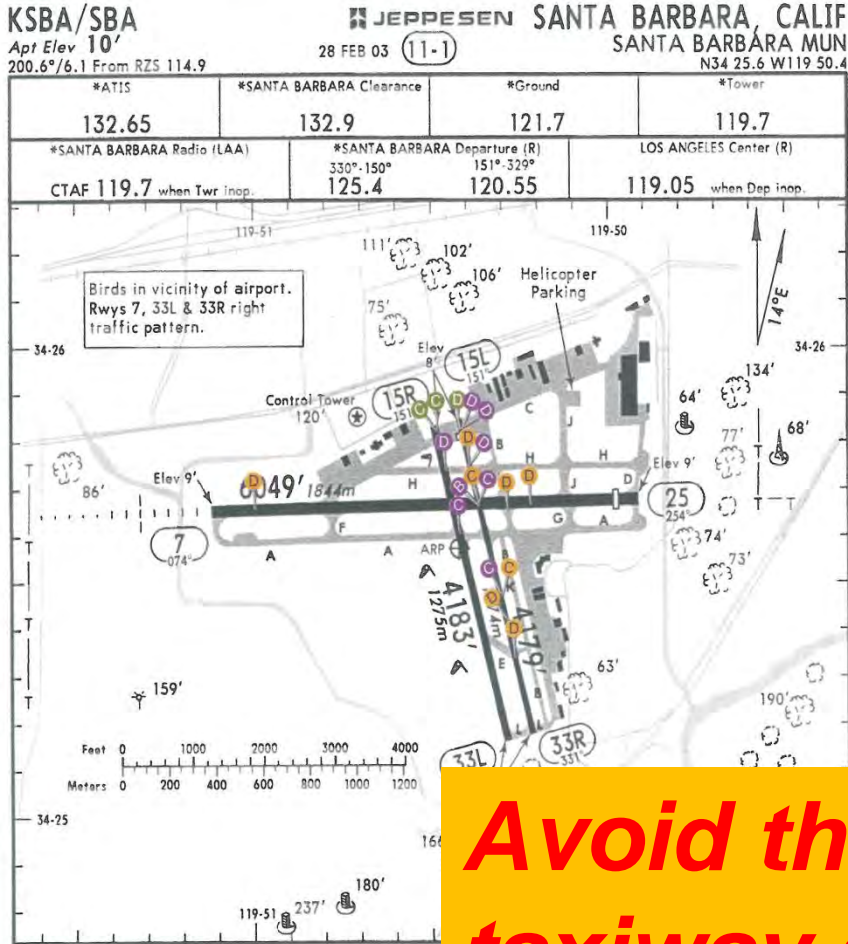 KSBA/SBA
JEPPESEN SANTA BARBARA, CALIF
Apt Elev 10'
28 FEB 03 11-1
SANTA BARBARA MUN
200.6°/6.1 From RZS 114.9
N34 25.6 W119 50.4
*ATIS
132.65
*SANTA BARBARA Clearance
132.9
*Ground
121.7
*Tower
119.7
*SANTA BARBARA Radio (LAA)
CTAF 119.7 when Twr inop.
*SANTA BARBARA Departure (R)
330°-150° 151°-329°
125.4 120.55
LOS ANGELES Center (R)
119.05 when Dep inop.
119-51
119-50
111'
102'
106'
75'
Helicopter
Parking
14°E
Birds in vicinity of airport.
Rwys 7, 33L & 33R right
traffic pattern.
34-26
34-26
Elev
8'
15L
151°
15R
151
Control Tower
120'
C C D D D
134'
64'
68'
77'
C
J
D D D B
H H
Elev 9'
86'
Elev 9'
6049' 1844m
H
J D
25
254°
D
C C D D
B
C
F
G A
7
074°
A A
ARP
74'
73'
C C
K
4183'
1275m
D
74m
4179'
D
E
B
63'
159'
190'
L L
33L
33R
331°
Feet 0 1000 2000 3000 4000
Meters 0 200 400 600 800 1000 1200
34-25
166
180'
119-51 237'
Avoid th
taxiway